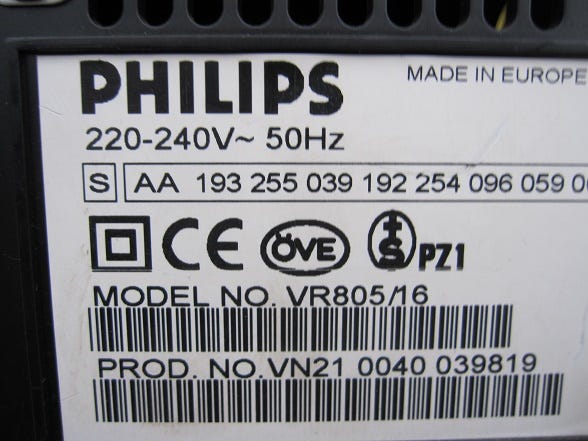 PHILIPS
MADE IN EUROPE
220-240V~ 50Hz
S AA 193 255 039 192 254 096 059 0
CE ÖVE S PZ1
MODEL NO. VR805/16
PROD. NO.VN21 0040 039819